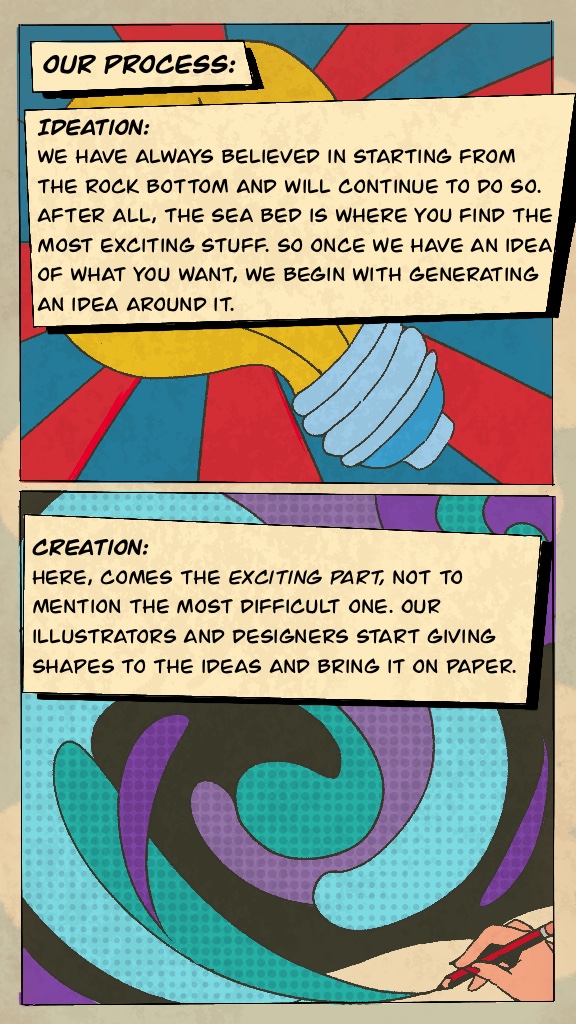 OUR PROCESS:
IDEATION:
WE HAVE ALWAYS BELIEVED IN STARTING FROM
THE ROCK BOTTOM AND WILL CONTINUE TO DO SO.
AFTER ALL, THE SEA BED IS WHERE YOU FIND THE
MOST EXCITING STUFF. SO ONCE WE HAVE AN IDEA
OF WHAT YOU WANT, WE BEGIN WITH GENERATING
AN IDEA AROUND IT.
CREATION:
HERE, COMES THE EXCITING PART, NOT TO
MENTION THE MOST DIFFICULT ONE. OUR
ILLUSTRATORS AND DESIGNERS START GIVING
SHAPES TO THE IDEAS AND BRING IT ON PAPER.